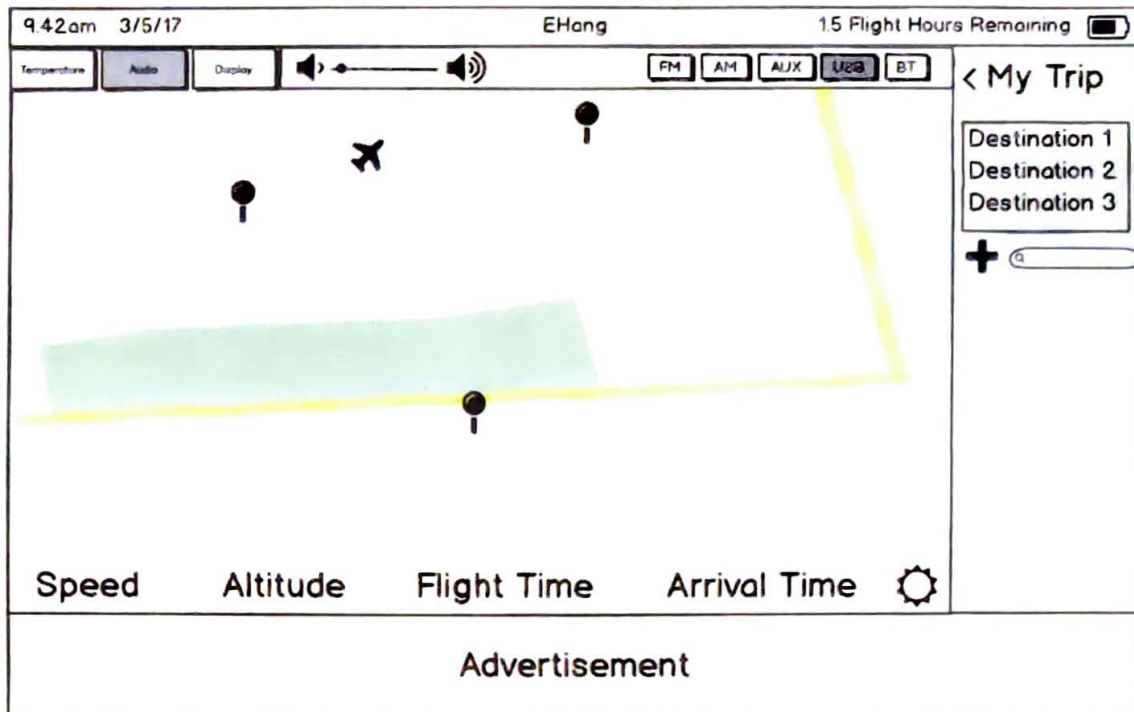 9.42am 3/5/17 EHang 1.5 Flight Hours Remaining
Temperature Audio Display FM AM AUX USB BT
< My Trip
Destination 1
Destination 2
Destination 3
Speed Altitude Flight Time Arrival Time
Advertisement